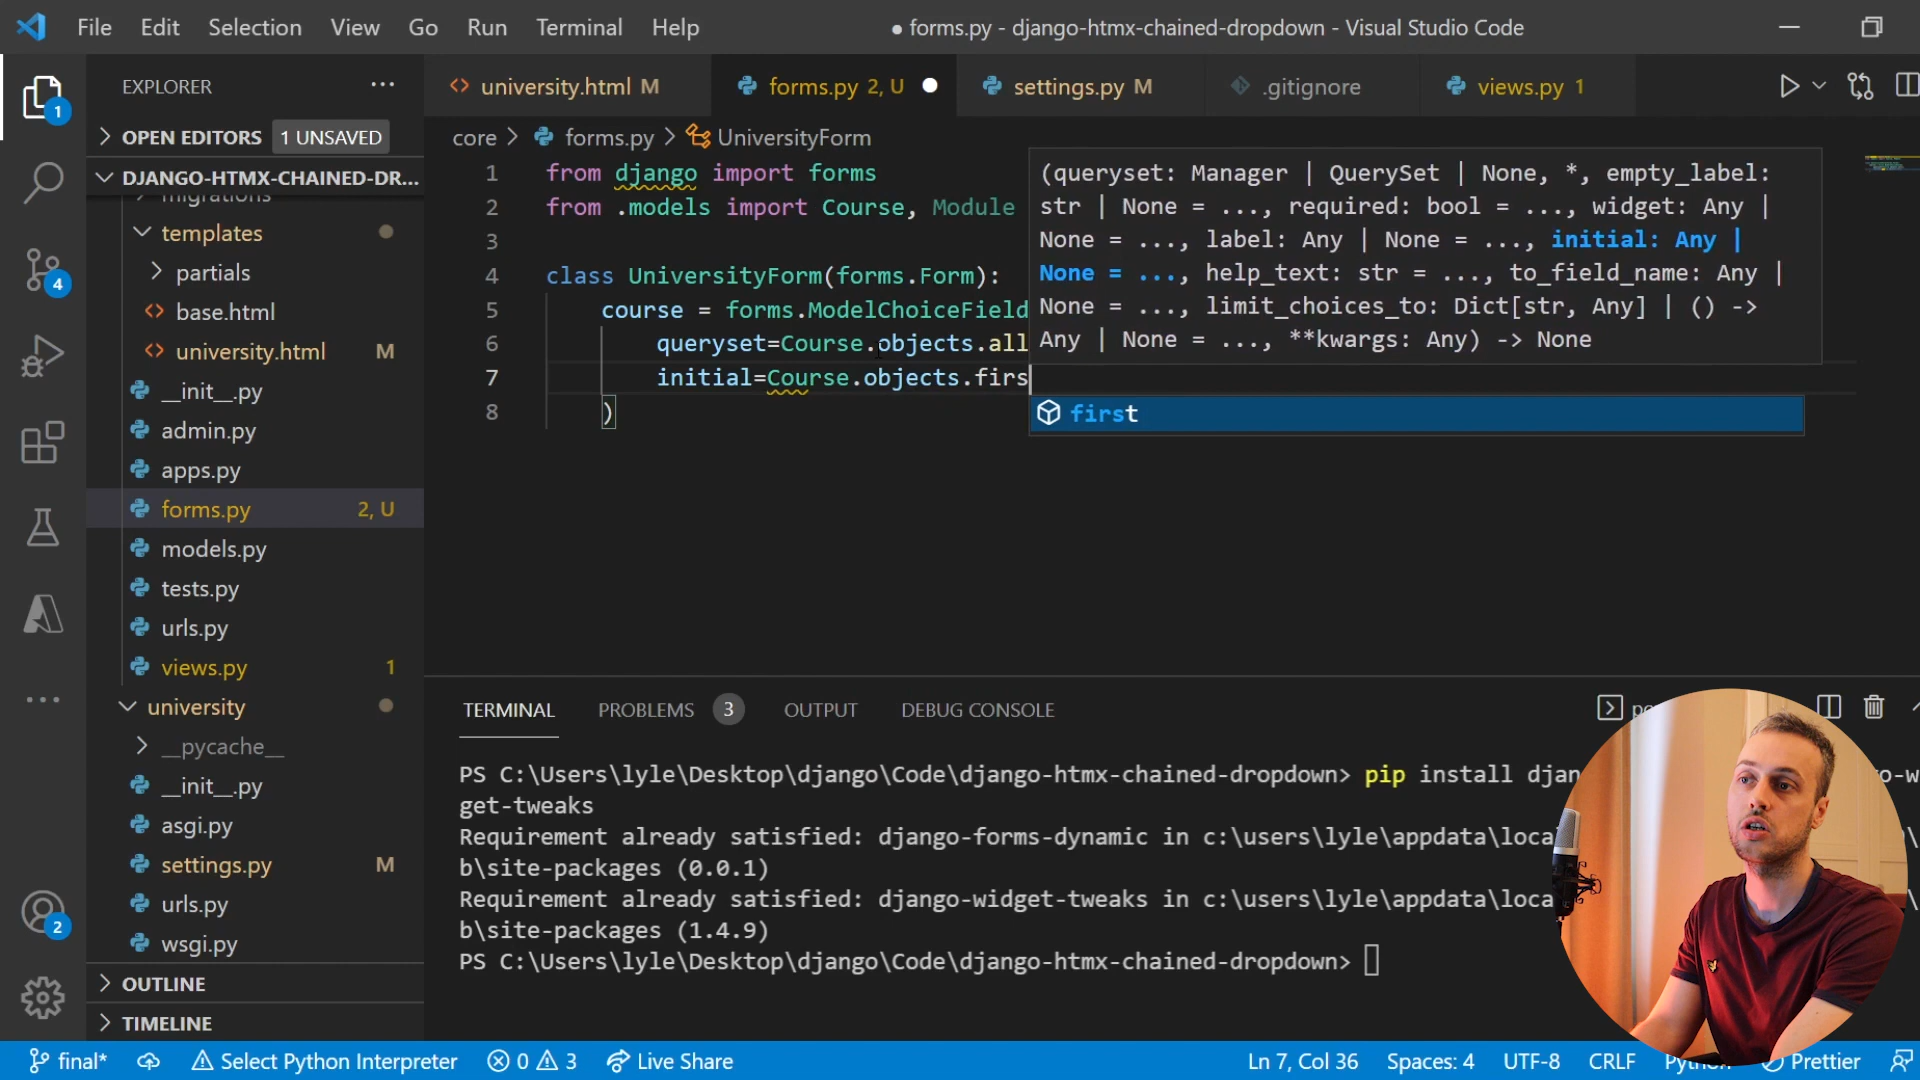 File Edit Selection View Go Run Terminal Help
● forms.py - django-htmx-chained-dropdown - Visual Studio Code
EXPLORER
university.html M
forms.py 2, U
settings.py M
.gitignore
views.py 1
OPEN EDITORS 1 UNSAVED
DJANGO-HTMX-CHAINED-DR...
migrations
templates
partials
base.html
university.html M
__init__.py
admin.py
apps.py
forms.py 2, U
models.py
tests.py
urls.py
views.py 1
university
__pycache__
__init__.py
asgi.py
settings.py M
urls.py
wsgi.py
OUTLINE
TIMELINE
1
4
2
core > forms.py > UniversityForm
1 from django import forms
2 from .models import Course, Module
3
4 class UniversityForm(forms.Form):
5 course = forms.ModelChoiceField
6 queryset=Course.objects.all
7 initial=Course.objects.firs
8 )
(queryset: Manager | QuerySet | None, *, empty_label:
str | None = ..., required: bool = ..., widget: Any |
None = ..., label: Any | None = ..., initial: Any |
None = ..., help_text: str = ..., to_field_name: Any |
None = ..., limit_choices_to: Dict[str, Any] | () ->
Any | None = ..., **kwargs: Any) -> None
first
TERMINAL PROBLEMS 3 OUTPUT DEBUG CONSOLE
PS C:\Users\lyle\Desktop\django\Code\django-htmx-chained-dropdown> pip install djan
get-tweaks
Requirement already satisfied: django-forms-dynamic in c:\users\lyle\appdata\loca
b\site-packages (0.0.1)
Requirement already satisfied: django-widget-tweaks in c:\users\lyle\appdata\loca
b\site-packages (1.4.9)
PS C:\Users\lyle\Desktop\django\Code\django-htmx-chained-dropdown>
final* Select Python Interpreter 0 3 Live Share
Ln 7, Col 36 Spaces: 4 UTF-8 CRLF Python Prettier